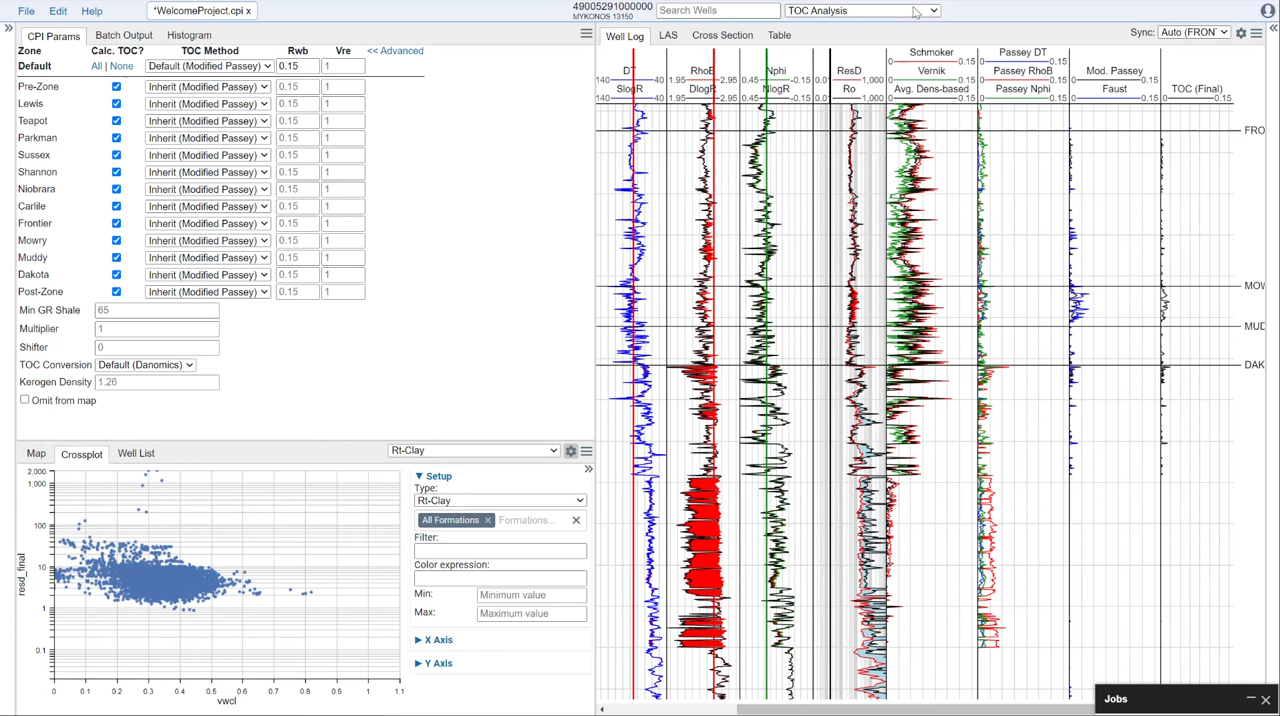 File Edit Help *WelcomeProject.cpi x 49005291000000 Search Wells TOC Analysis
MYKONOS 13150
CPI Params Batch Output Histogram
Zone Calc. TOC? TOC Method Rwb Vre << Advanced
Default All | None Default (Modified Passey) 0.15 1
Pre-Zone Inherit (Modified Passey) 0.15 1
Lewis Inherit (Modified Passey) 0.15 1
Teapot Inherit (Modified Passey) 0.15 1
Parkman Inherit (Modified Passey) 0.15 1
Sussex Inherit (Modified Passey) 0.15 1
Shannon Inherit (Modified Passey) 0.15 1
Niobrara Inherit (Modified Passey) 0.15 1
Carlile Inherit (Modified Passey) 0.15 1
Frontier Inherit (Modified Passey) 0.15 1
Mowry Inherit (Modified Passey) 0.15 1
Muddy Inherit (Modified Passey) 0.15 1
Dakota Inherit (Modified Passey) 0.15 1
Post-Zone Inherit (Modified Passey) 0.15 1
Min GR Shale 65
Multiplier 1
Shifter 0
TOC Conversion Default (Danomics)
Kerogen Density 1.26
Omit from map
Map Crossplot Well List Rt-Clay
2,000
1,000
100
10
1
0.1
resd_final
0 0.1 0.2 0.3 0.4 0.5 0.6 0.7 0.8 0.9 1 1.1
vwcl
Setup
Type:
Rt-Clay
All Formations × Formations...
Filter:
Color expression:
Min: Minimum value
Max: Maximum value
X Axis
Y Axis
Well Log LAS Cross Section Table Sync: Auto (FRON
Schmoker Passey DT
0 0.15 0 0.15
RhoB Nphi ResD Vernik Passey RhoB Mod. Passey
140 40 1.95 2.95 0.45 -0.15 0.0 1,000 0 0.15 0 0.15 0 0.15
SlogR DlogR NlogR Ro Avg. Dens-based Passey Nphi Faust TOC (Final)
140 40 1.95 2.95 0.45 -0.15 0.0 1,000 0 0.15 0 0.15 0 0.15 0 0.15
FRO
MOW
MUD
DAK
Jobs